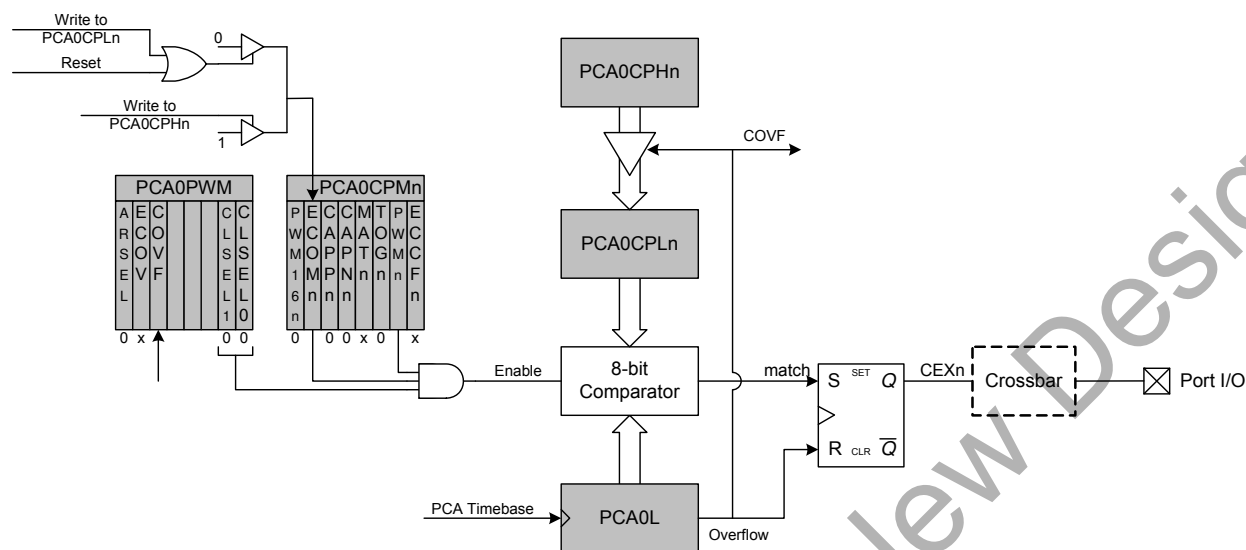 Write to
PCA0CPLn
Reset
0
Write to
PCA0CPHn
1
PCA0PWM
ARSEL
ECOV
COVF
CLSEL1
CLSEL0
0 x 0 0
PCA0CPMn
PWM16n
ECOMn
CAPPn
CAPNn
MATn
TOGn
PWMn
ECCFn
0 0 0 x 0 x
Enable
PCA0CPHn
COVF
PCA0CPLn
8-bit
Comparator
match
S SET Q
R CLR Q
CEXn
Crossbar
Port I/O
PCA Timebase
PCA0L
Overflow
ew Desig